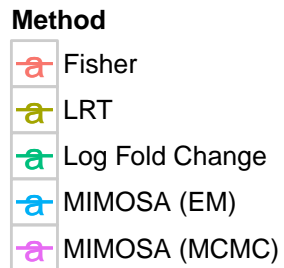 Method
a Fisher
a LRT
a Log Fold Change
a MIMOSA (EM)
a MIMOSA (MCMC)